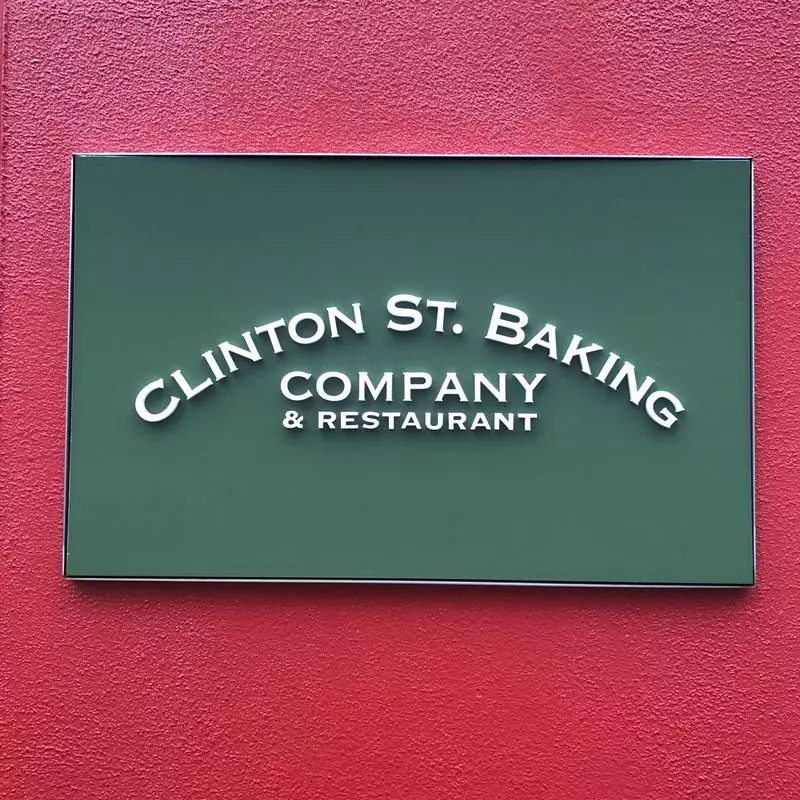 CLINTON ST. BAKING
COMPANY
& RESTAURANT